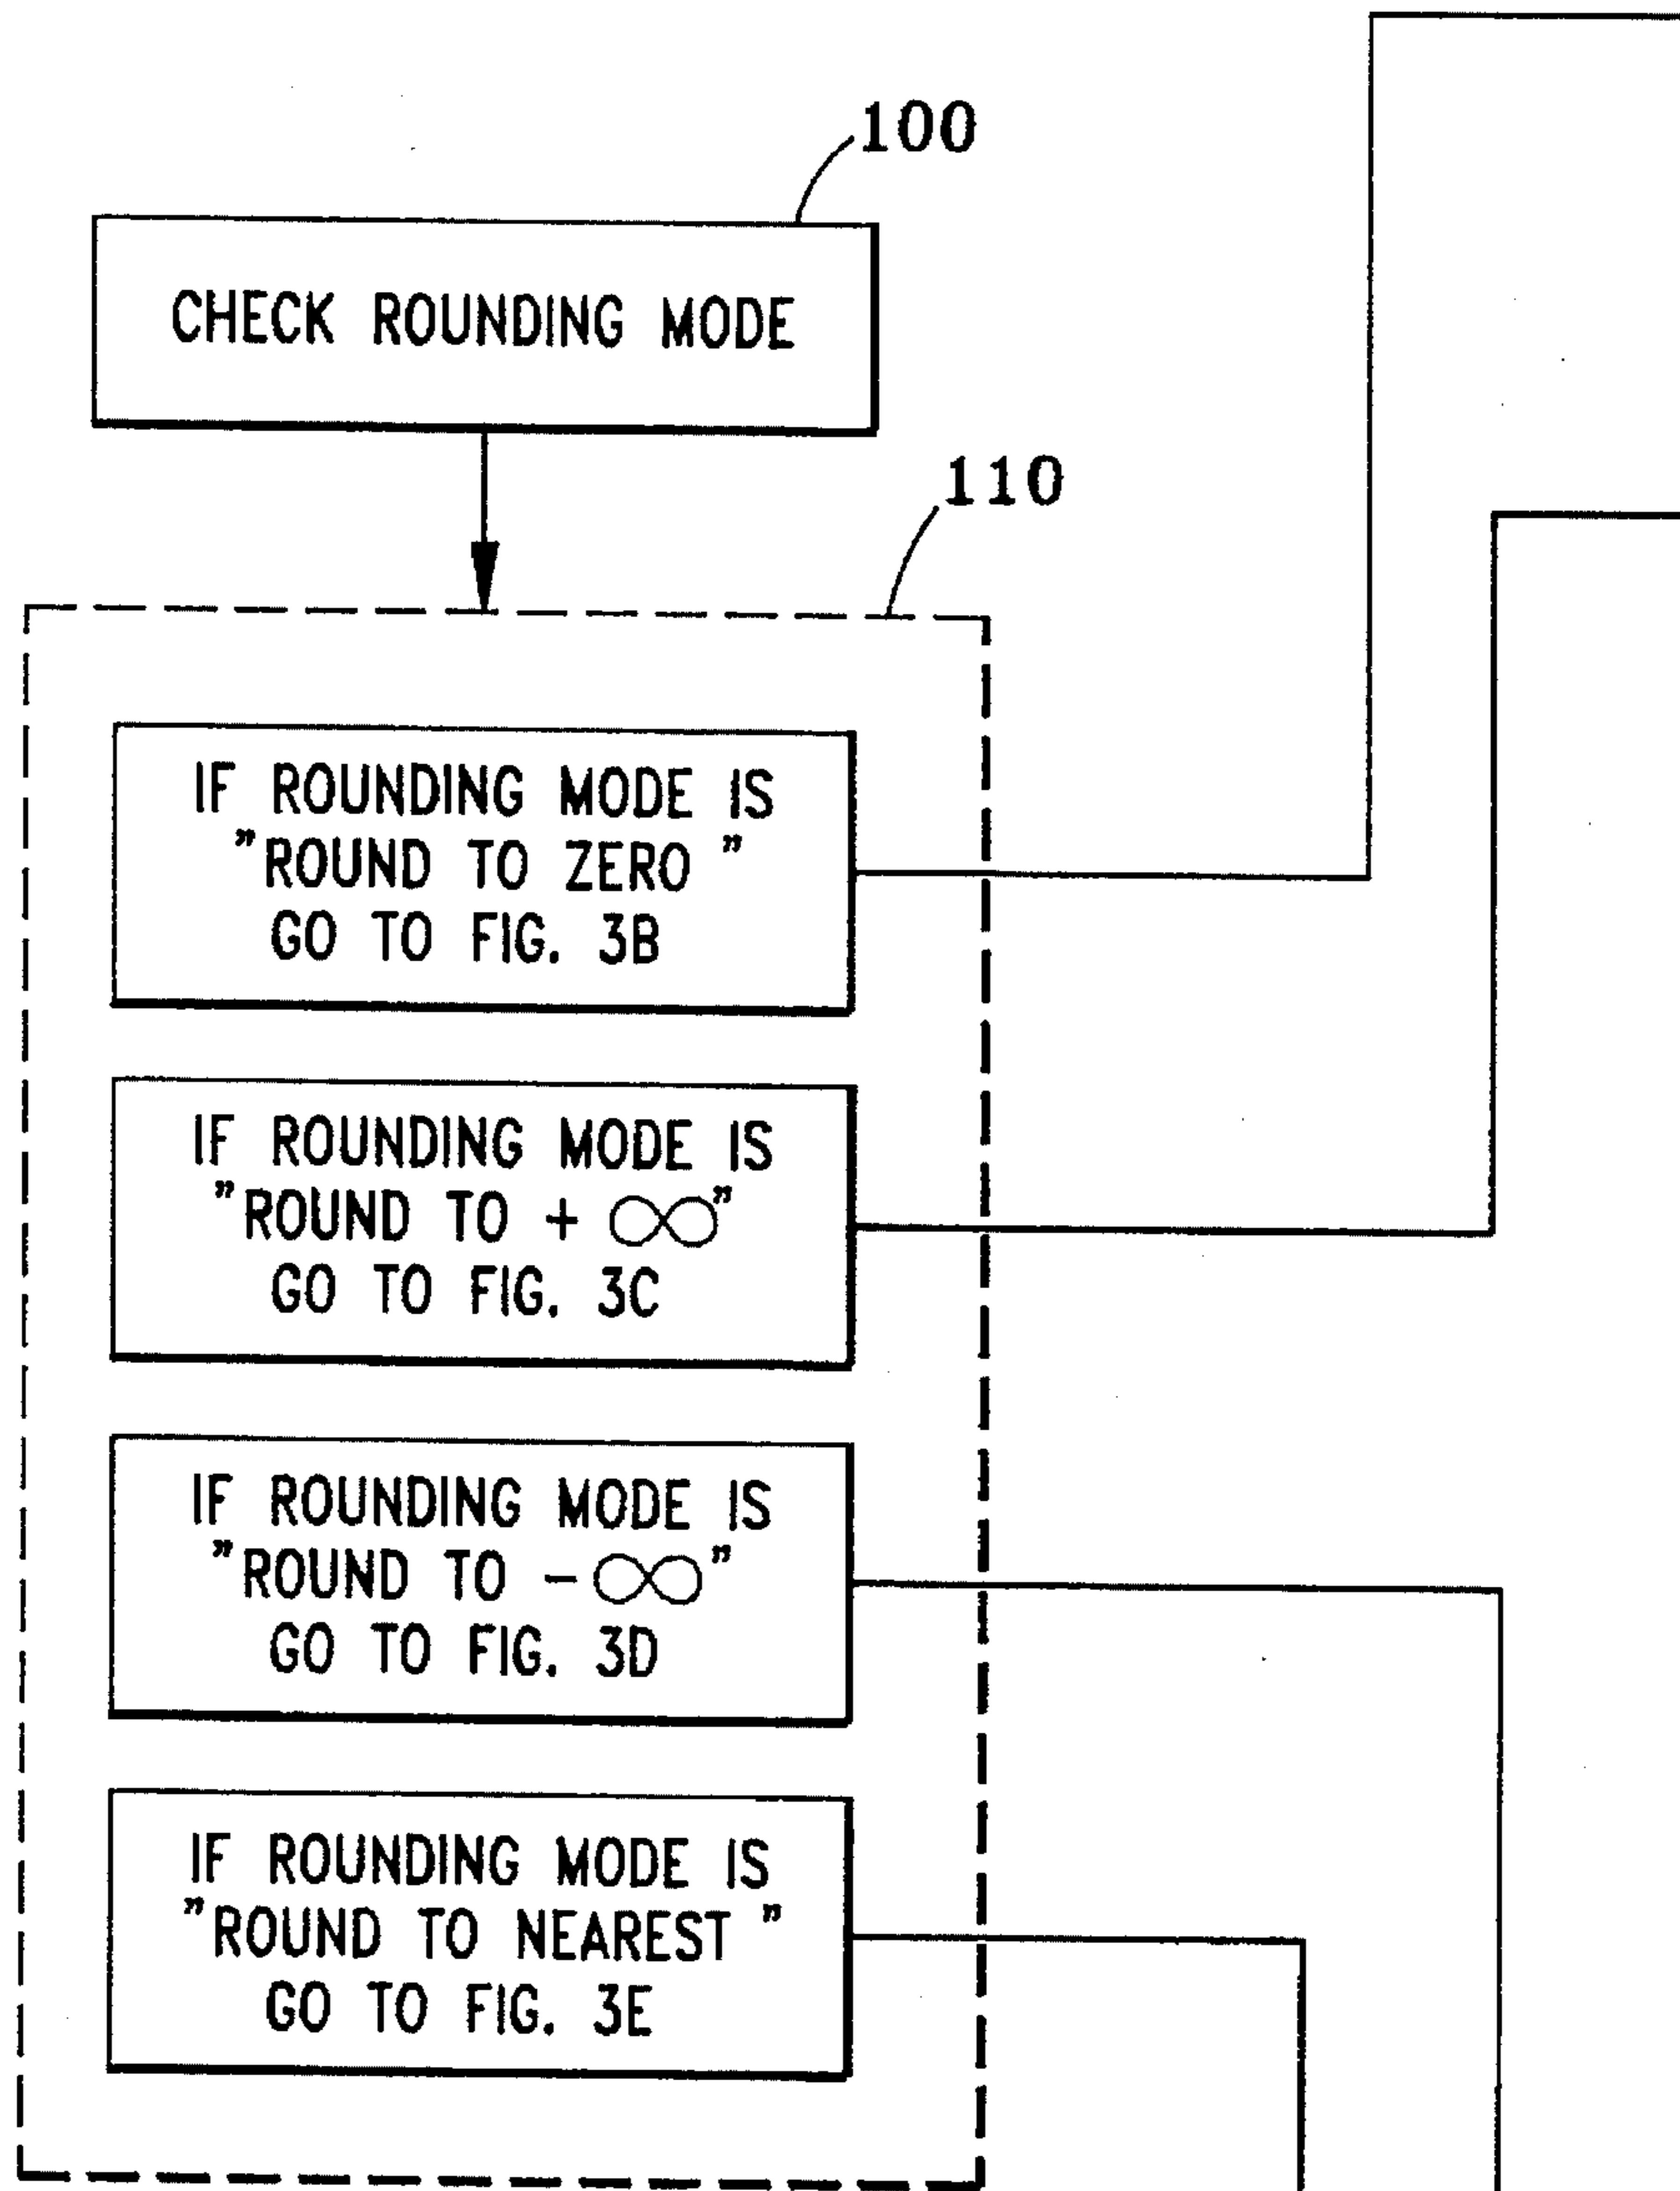 100
CHECK ROUNDING MODE
110
IF ROUNDING MODE IS
"ROUND TO ZERO "
GO TO FIG. 3B
IF ROUNDING MODE IS
"ROUND TO + ∞"
GO TO FIG. 3C
IF ROUNDING MODE IS
"ROUND TO - ∞"
GO TO FIG. 3D
IF ROUNDING MODE IS
"ROUND TO NEAREST "
GO TO FIG. 3E